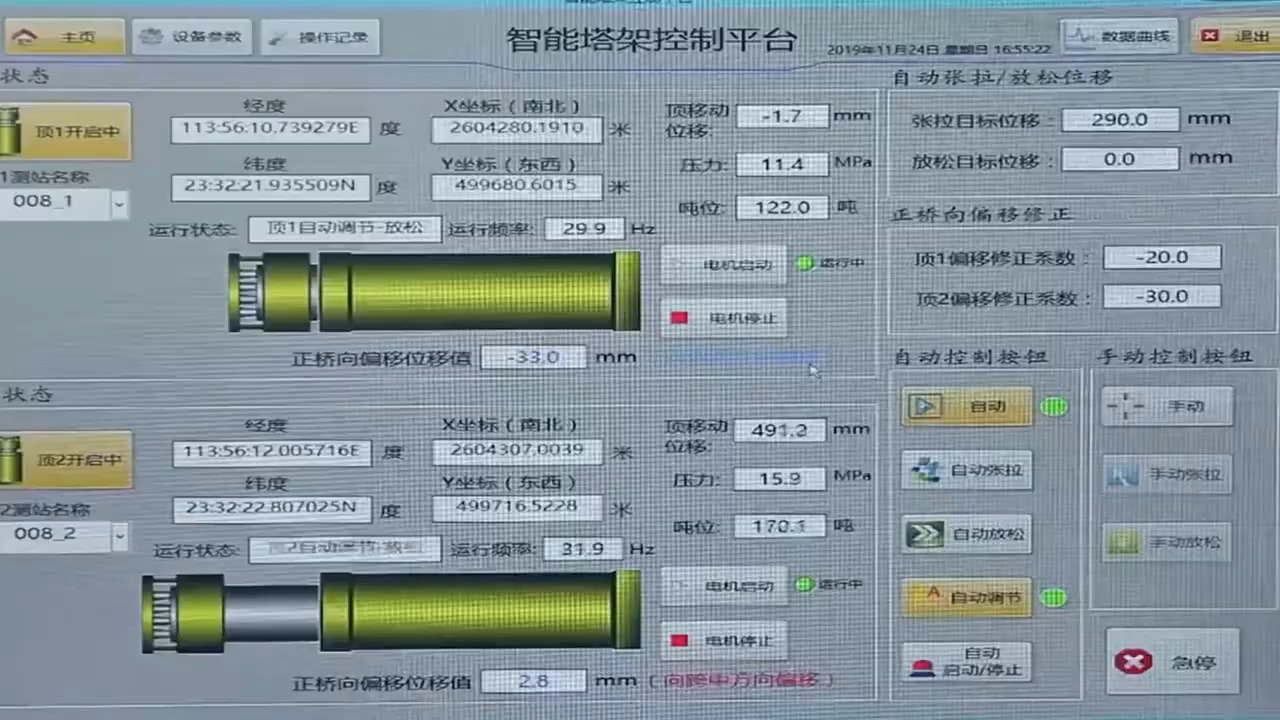 主页
设备参数
操作记录
智能塔架控制平台
2019年11月24日 星期日 16:55:22
数据曲线
退出
状态
顶1开启中
1测站名称
008_1
经度
113:56:10.739279E 度
纬度
23:32:21.935509N 度
X坐标（南北）
2604280.1910 米
Y坐标（东西）
499680.6015 米
顶移动位移: -1.7 mm
压力: 11.4 MPa
吨位: 122.0 吨
运行状态: 顶1自动调节-放松
运行频率: 29.9 Hz
电机启动
运行中
电机停止
正桥向偏移位移值 -33.0 mm
状态
顶2开启中
2测站名称
008_2
经度
113:56:12.005716E 度
纬度
23:32:22.807025N 度
X坐标（南北）
2604307.0039 米
Y坐标（东西）
499716.5228 米
顶移动位移: 491.2 mm
压力: 15.9 MPa
吨位: 170.1 吨
运行状态: 顶2自动调节-放松
运行频率: 31.9 Hz
电机启动
运行中
电机停止
正桥向偏移位移值 2.8 mm（向跨中方向偏移）
自动张拉/放松位移
张拉目标位移: 290.0 mm
放松目标位移: 0.0 mm
正桥向偏移修正
顶1偏移修正系数: -20.0
顶2偏移修正系数: -30.0
自动控制按钮
自动
自动张拉
自动放松
A 自动调节
自动
启动/停止
手动控制按钮
手动
手动张拉
手动放松
急停